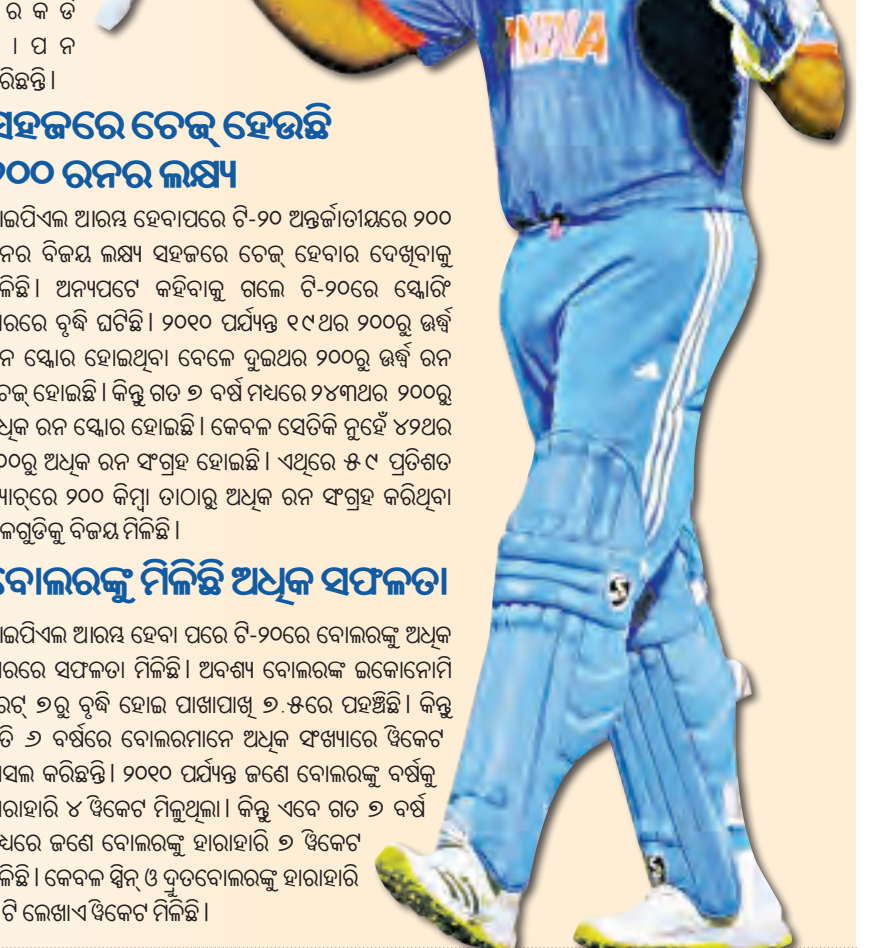 ର କ ର୍ଡ
। ପ ନ
ରିଛନ୍ତି।
INDIA
ସହଜରେ ଚେଜ୍ ହେଉଛି
୨୦୦ ରନର ଲକ୍ଷ୍ୟ
ଆଇପିଏଲ ଆରମ୍ଭ ହେବାପରେ ଟି-୨୦ ଅନ୍ତର୍ଜାତୀୟରେ ୨୦୦
ରନର ବିଜୟ ଲକ୍ଷ୍ୟ ସହଜରେ ଚେଜ୍ ହେବାର ଦେଖିବାକୁ
ମିଳିଛି। ଅନ୍ୟପଟେ କହିବାକୁ ଗଲେ ଟି-୨୦ରେ ସ୍କୋରିଂ
ହାରରେ ବୃଦ୍ଧି ଘଟିଛି। ୨୦୧୦ ପର୍ଯ୍ୟନ୍ତ ୧୯ଥର ୨୦୦ରୁ ଊର୍ଦ୍ଧ୍ୱ
ରନ ସ୍କୋର ହୋଇଥିବା ବେଳେ ଦୁଇଥର ୨୦୦ରୁ ଊର୍ଦ୍ଧ୍ୱ ରନ
ଚେଜ୍ ହୋଇଛି। କିନ୍ତୁ ଗତ ୭ ବର୍ଷ ମଧ୍ୟରେ ୨୪୩ଥର ୨୦୦ରୁ
ଅଧିକ ରନ ସ୍କୋର ହୋଇଛି। କେବଳ ସେତିକି ନୁହେଁ ୪୨ଥର
୨୦୦ରୁ ଅଧିକ ରନ ସଂଗ୍ରହ ହୋଇଛି। ଏଥିରେ ୫୯ ପ୍ରତିଶତ
ମ୍ୟାଚ୍‌ରେ ୨୦୦ କିମ୍ବା ତାଠାରୁ ଅଧିକ ରନ ସଂଗ୍ରହ କରିଥିବା
ଦଳଗୁଡିକୁ ବିଜୟ ମିଳିଛି।
ବୋଲରଙ୍କୁ ମିଳିଛି ଅଧିକ ସଫଳତା
ଆଇପିଏଲ ଆରମ୍ଭ ହେବା ପରେ ଟି-୨୦ରେ ବୋଲରଙ୍କୁ ଅଧିକ
ହାରରେ ସଫଳତା ମିଳିଛି। ଅବଶ୍ୟ ବୋଲରଙ୍କ ଇକୋନୋମି
ରେଟ୍ ୭ରୁ ବୃଦ୍ଧି ହୋଇ ପାଖାପାଖି ୭.୫ରେ ପହଞ୍ଚିଛି। କିନ୍ତୁ
ପ୍ରତି ୬ ବର୍ଷରେ ବୋଲରମାନେ ଅଧିକ ସଂଖ୍ୟାରେ ୱିକେଟ
ହାସଲ କରିଛନ୍ତି। ୨୦୧୦ ପର୍ଯ୍ୟନ୍ତ ଜଣେ ବୋଲରଙ୍କୁ ବର୍ଷକୁ
ହାରାହାରି ୪ ୱିକେଟ ମିଳୁଥିଲା। କିନ୍ତୁ ଏବେ ଗତ ୭ ବର୍ଷ
ମଧ୍ୟରେ ଜଣେ ବୋଲରଙ୍କୁ ହାରାହାରି ୭ ୱିକେଟ
ମିଳିଛି। କେବଳ ସ୍ପିନ୍ ଓ ଦ୍ରୁତବୋଲରଙ୍କୁ ହାରାହାରି
ଟି ଲେଖାଏ ୱିକେଟ ମିଳିଛି।